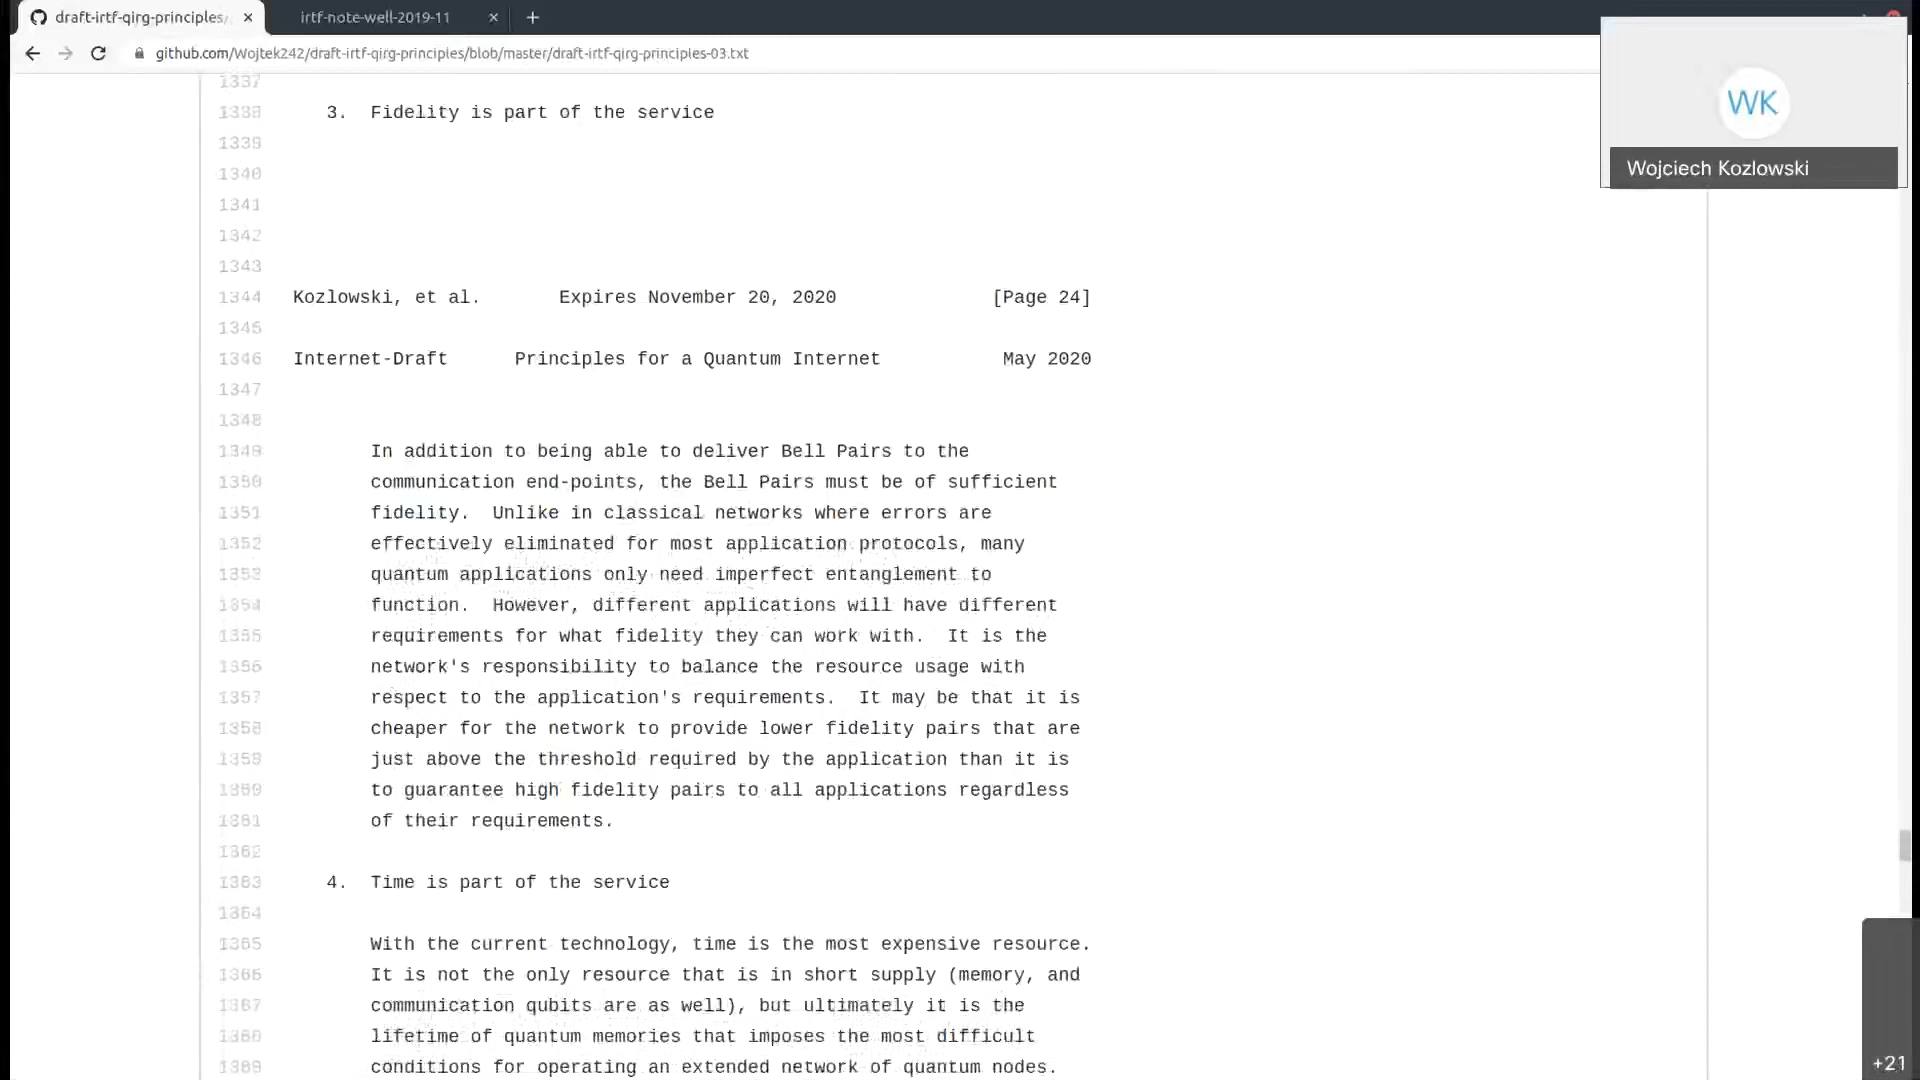 draft-irtf-qirg-principles,
irtf-note-well-2019-11
github.com/Wojtek242/draft-irtf-qirg-principles/blob/master/draft-irtf-qirg-principles-03.txt
WK
Wojciech Kozlowski
1337
1338 3. Fidelity is part of the service
1339
1340
1341
1342
1343
1344 Kozlowski, et al. Expires November 20, 2020 [Page 24]
1345
1346 Internet-Draft Principles for a Quantum Internet May 2020
1347
1348
1349 In addition to being able to deliver Bell Pairs to the
1350 communication end-points, the Bell Pairs must be of sufficient
1351 fidelity. Unlike in classical networks where errors are
1352 effectively eliminated for most application protocols, many
1353 quantum applications only need imperfect entanglement to
1354 function. However, different applications will have different
1355 requirements for what fidelity they can work with. It is the
1356 network's responsibility to balance the resource usage with
1357 respect to the application's requirements. It may be that it is
1358 cheaper for the network to provide lower fidelity pairs that are
1359 just above the threshold required by the application than it is
1360 to guarantee high fidelity pairs to all applications regardless
1361 of their requirements.
1362
1363 4. Time is part of the service
1364
1365 With the current technology, time is the most expensive resource.
1366 It is not the only resource that is in short supply (memory, and
1367 communication qubits are as well), but ultimately it is the
1368 lifetime of quantum memories that imposes the most difficult
1369 conditions for operating an extended network of quantum nodes.
+21